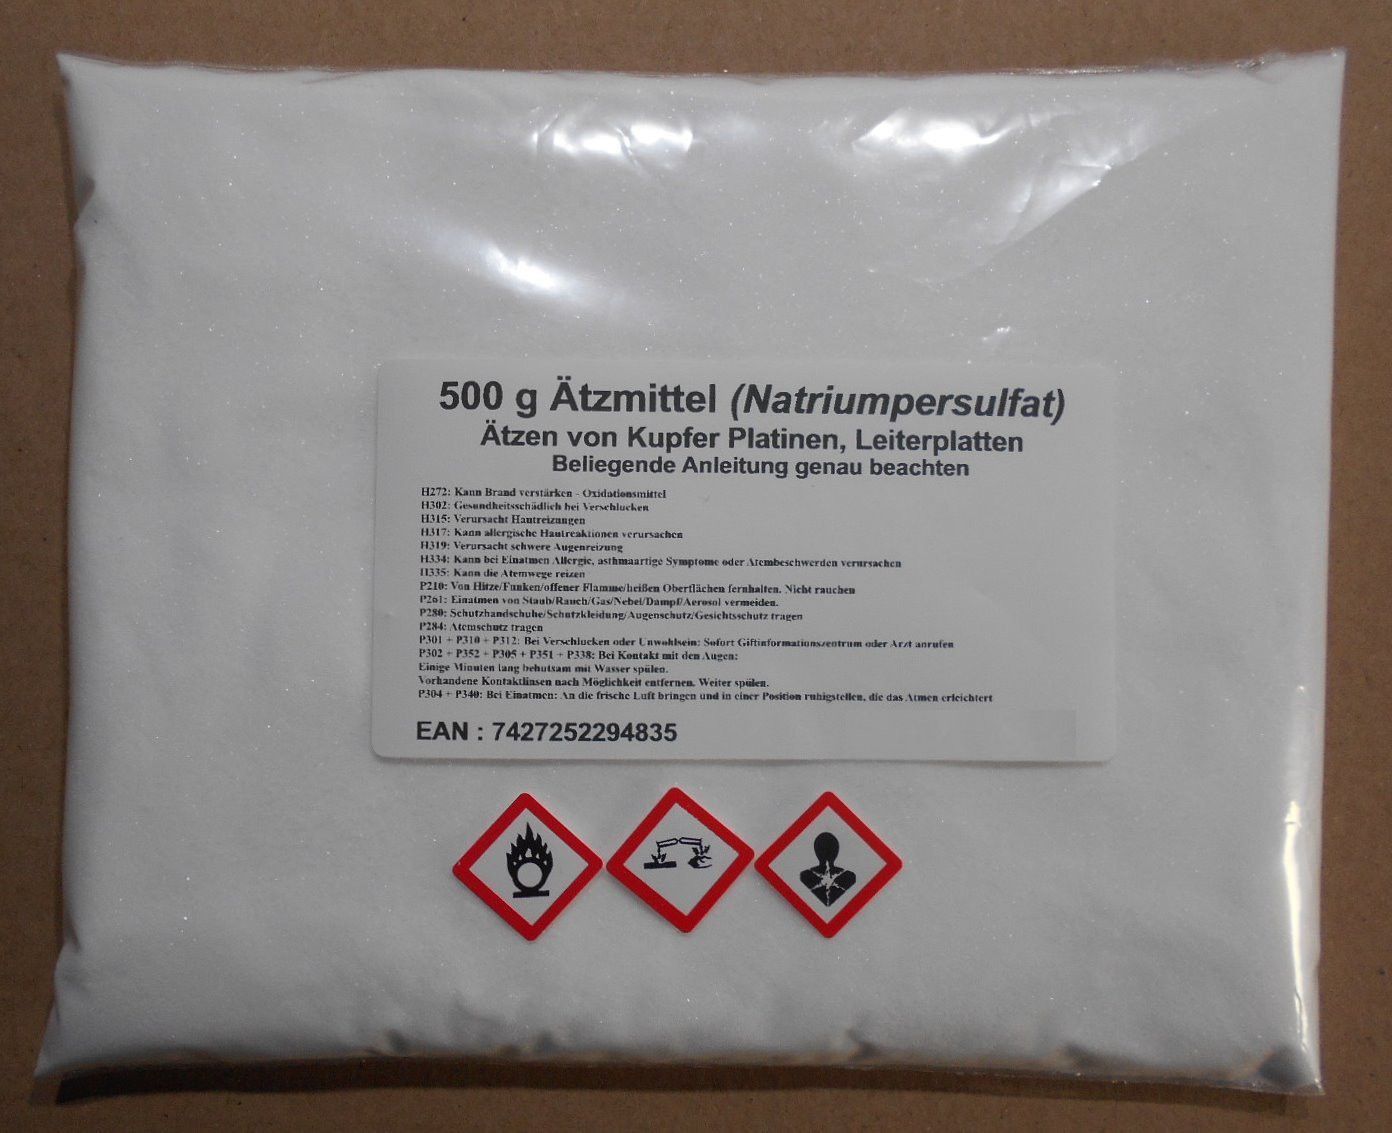 500 g Ätzmittel (Natriumpersulfat)
Ätzen von Kupfer Platinen, Leiterplatten
Beliegende Anleitung genau beachten
H272: Kann Brand verstärken - Oxidationsmittel
H302: Gesundheitsschädlich bei Verschlucken
H315: Verursacht Hautreizungen
H317: Kann allergische Hautreaktionen verursachen
H319: Verursacht schwere Augenreizung
H334: Kann bei Einatmen Allergie, asthmaartige Symptome oder Atembeschwerden verursachen
H335: Kann die Atemwege reizen
P210: Von Hitze/Funken/offener Flamme/heißen Oberflächen fernhalten. Nicht rauchen
P261: Einatmen von Staub/Rauch/Gas/Nebel/Dampf/Aerosol vermeiden.
P280: Schutzhandschuhe/Schutzkleidung/Augenschutz/Gesichtsschutz tragen
P284: Atemschutz tragen
P301 + P310 + P312: Bei Verschlucken oder Unwohlsein: Sofort Giftinformationszentrum oder Arzt anrufen
P302 + P352 + P305 + P351 + P338: Bei Kontakt mit den Augen:
Einige Minuten lang behutsam mit Wasser spülen.
Vorhandene Kontaktlinsen nach Möglichkeit entfernen. Weiter spülen.
P304 + P340: Bei Einatmen: An die frische Luft bringen und in einer Position ruhigstellen, die das Atmen erleichtert
EAN : 7427252294835